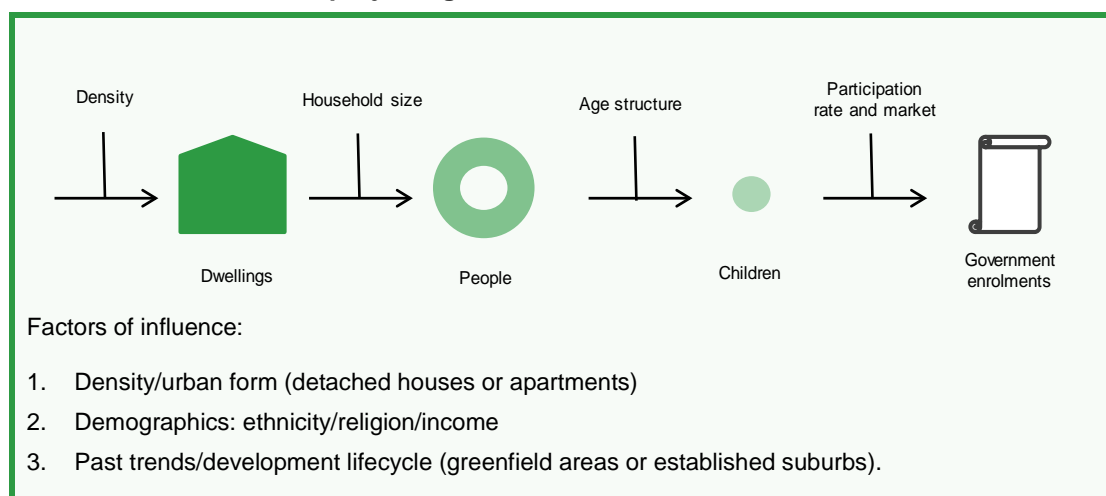 Density
Household size
Age structure
Participation
rate and market
Dwellings
People
Children
Government
enrolments
Factors of influence:
1. Density/urban form (detached houses or apartments)
2. Demographics: ethnicity/religion/income
3. Past trends/development lifecycle (greenfield areas or established suburbs).